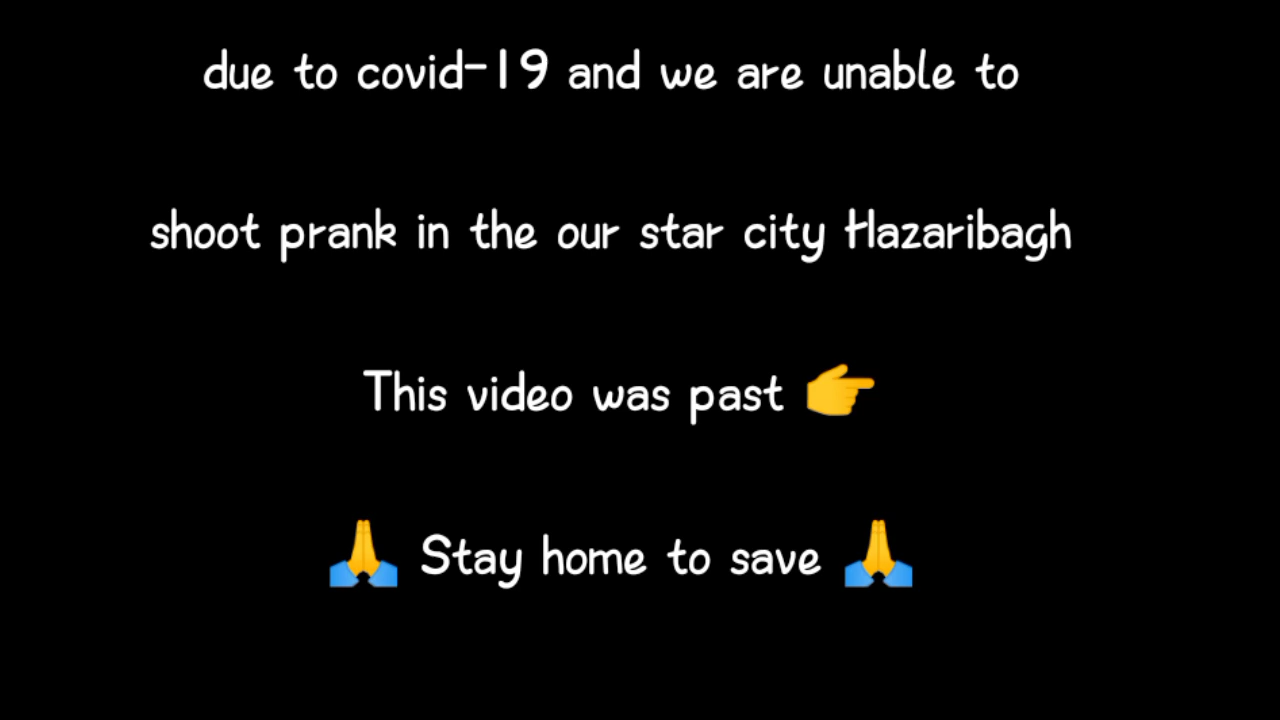 due to covid-19 and we are unable to
shoot prank in the our star city Hazaribagh
This video was past 👉
🙏 Stay home to save 🙏